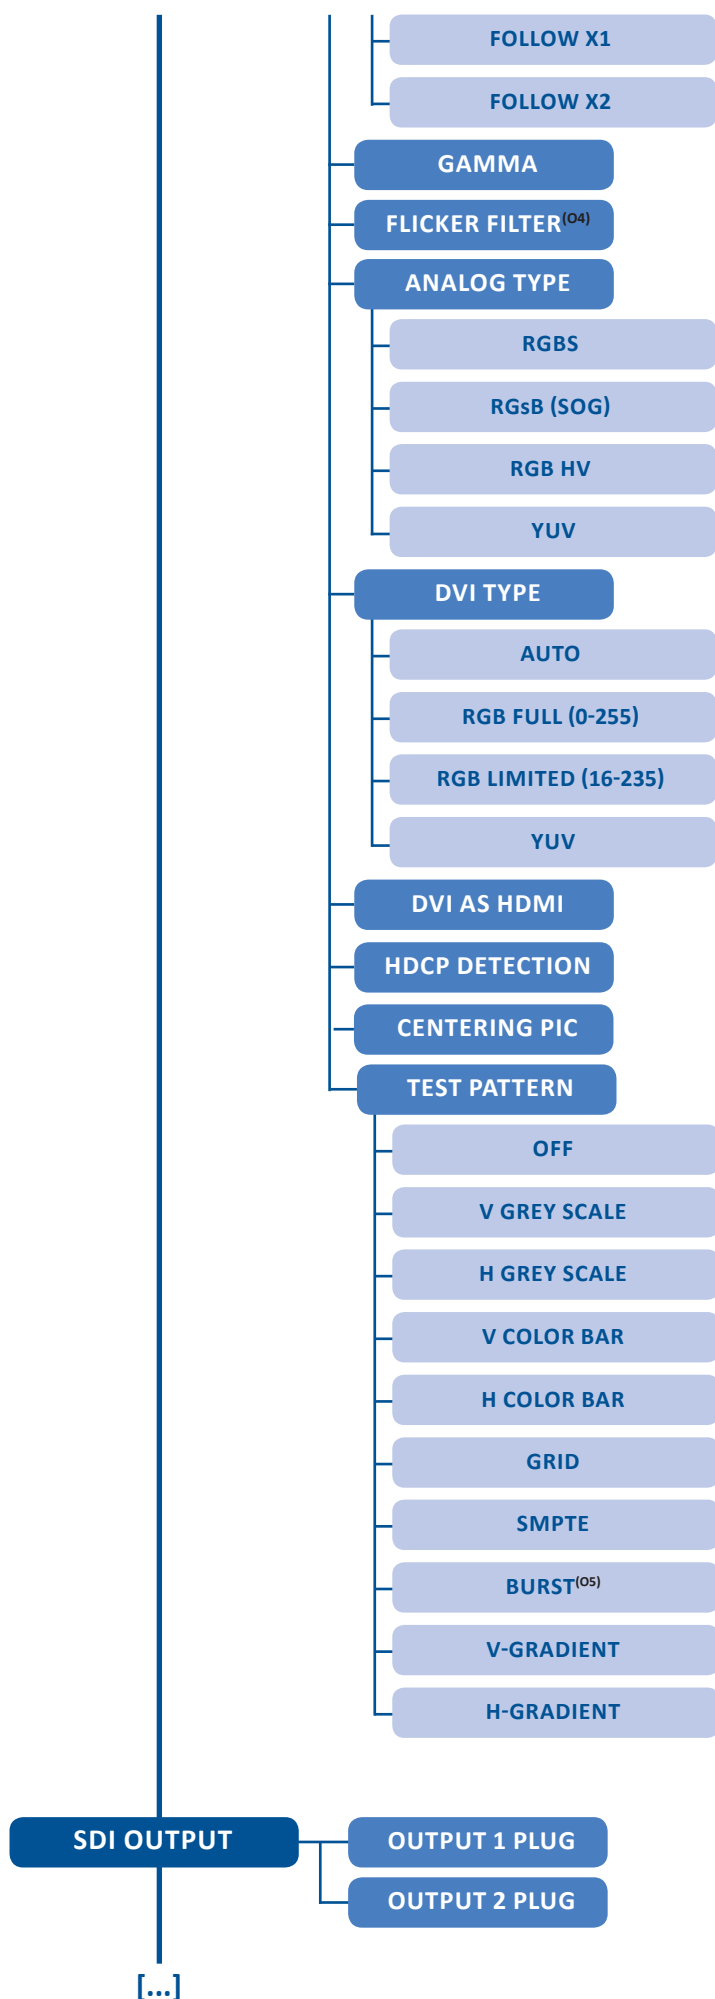 FOLLOW X1
FOLLOW X2
GAMMA
FLICKER FILTER(O4)
ANALOG TYPE
RGBS
RGsB (SOG)
RGB HV
YUV
DVI TYPE
AUTO
RGB FULL (0-255)
RGB LIMITED (16-235)
YUV
DVI AS HDMI
HDCP DETECTION
CENTERING PIC
TEST PATTERN
OFF
V GREY SCALE
H GREY SCALE
V COLOR BAR
H COLOR BAR
GRID
SMPTE
BURST(O5)
V-GRADIENT
H-GRADIENT
SDI OUTPUT
OUTPUT 1 PLUG
OUTPUT 2 PLUG
[...]